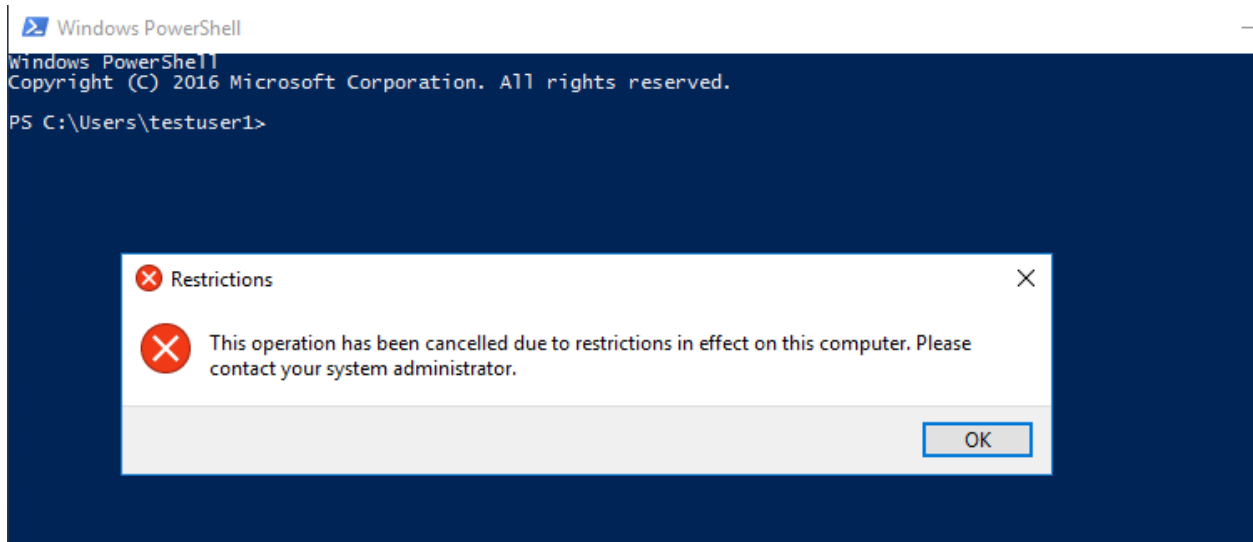 Windows PowerShell
Windows PowerShell
Copyright (C) 2016 Microsoft Corporation. All rights reserved.
PS C:\Users\testuser1>
Restrictions
This operation has been cancelled due to restrictions in effect on this computer. Please
contact your system administrator.
OK